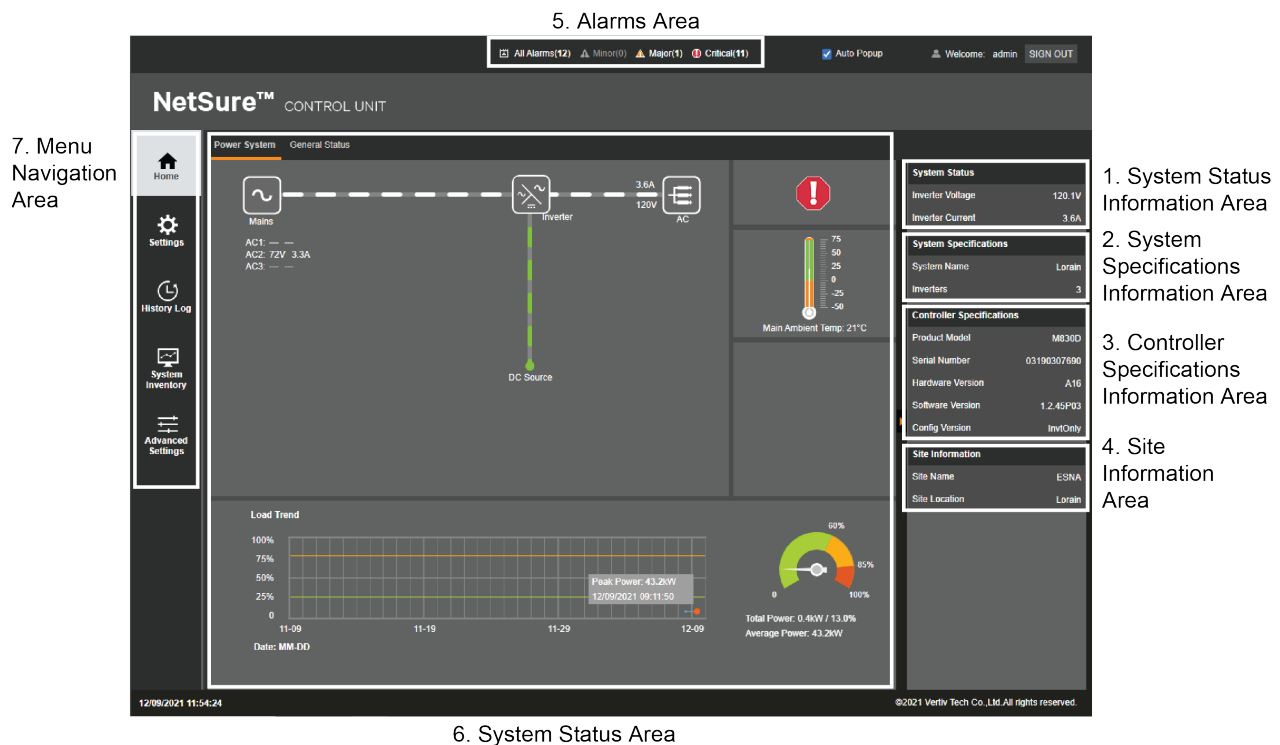 5. Alarms Area
All Alarms(12) Minor(0) Major(1) Critical(11) Auto Popup Welcome: admin SIGN OUT
NetSure™ CONTROL UNIT
7. Menu
Navigation
Area
Home
Settings
History Log
System
Inventory
Advanced
Settings
Power System General Status
Mains
Inverter
3.6A
120V
AC
AC1: --- ---
AC2: 72V 3.3A
AC3: --- ---
DC Source
75
50
25
0
-25
-50
Main Ambient Temp: 21°C
System Status
Inverter Voltage 120.1V
Inverter Current 3.6A
System Specifications
System Name Lorain
Inverters 3
Controller Specifications
Product Model M830D
Serial Number 03190307690
Hardware Version A16
Software Version 1.2.45P03
Config Version InvtOnly
Site Information
Site Name ESNA
Site Location Lorain
1. System Status
Information Area
2. System
Specifications
Information Area
3. Controller
Specifications
Information Area
4. Site
Information
Area
Load Trend
100%
75%
50%
25%
0
11-09 11-19 11-29 12-09
Date: MM-DD
Peak Power: 43.2kW
12/09/2021 09:11:50
60%
85%
0 100%
Total Power: 0.4kW / 13.0%
Average Power: 43.2kW
12/09/2021 11:54:24
©2021 Vertiv Tech Co.,Ltd.All rights reserved.
6. System Status Area